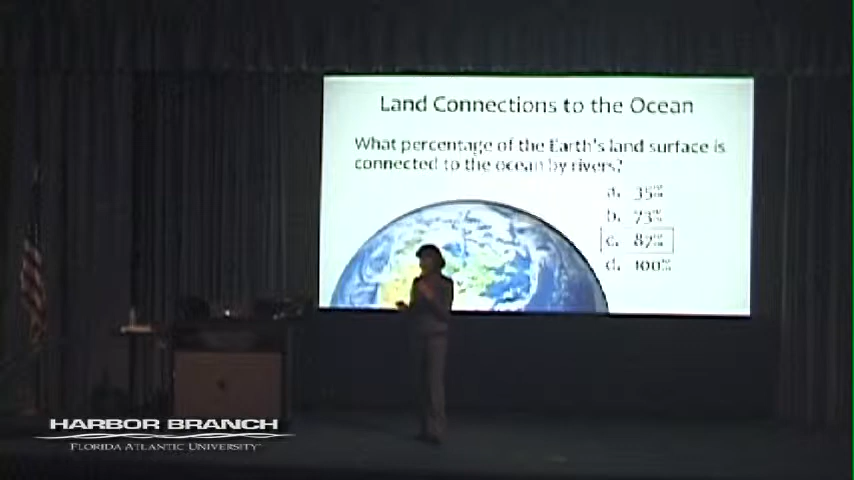 Land Connections to the Ocean
What percentage of the Earth's land surface is
connected to the ocean by rivers?
a. 35%
b. 73%
c. 87%
d. 100%
HARBOR BRANCH
FLORIDA ATLANTIC UNIVERSITY